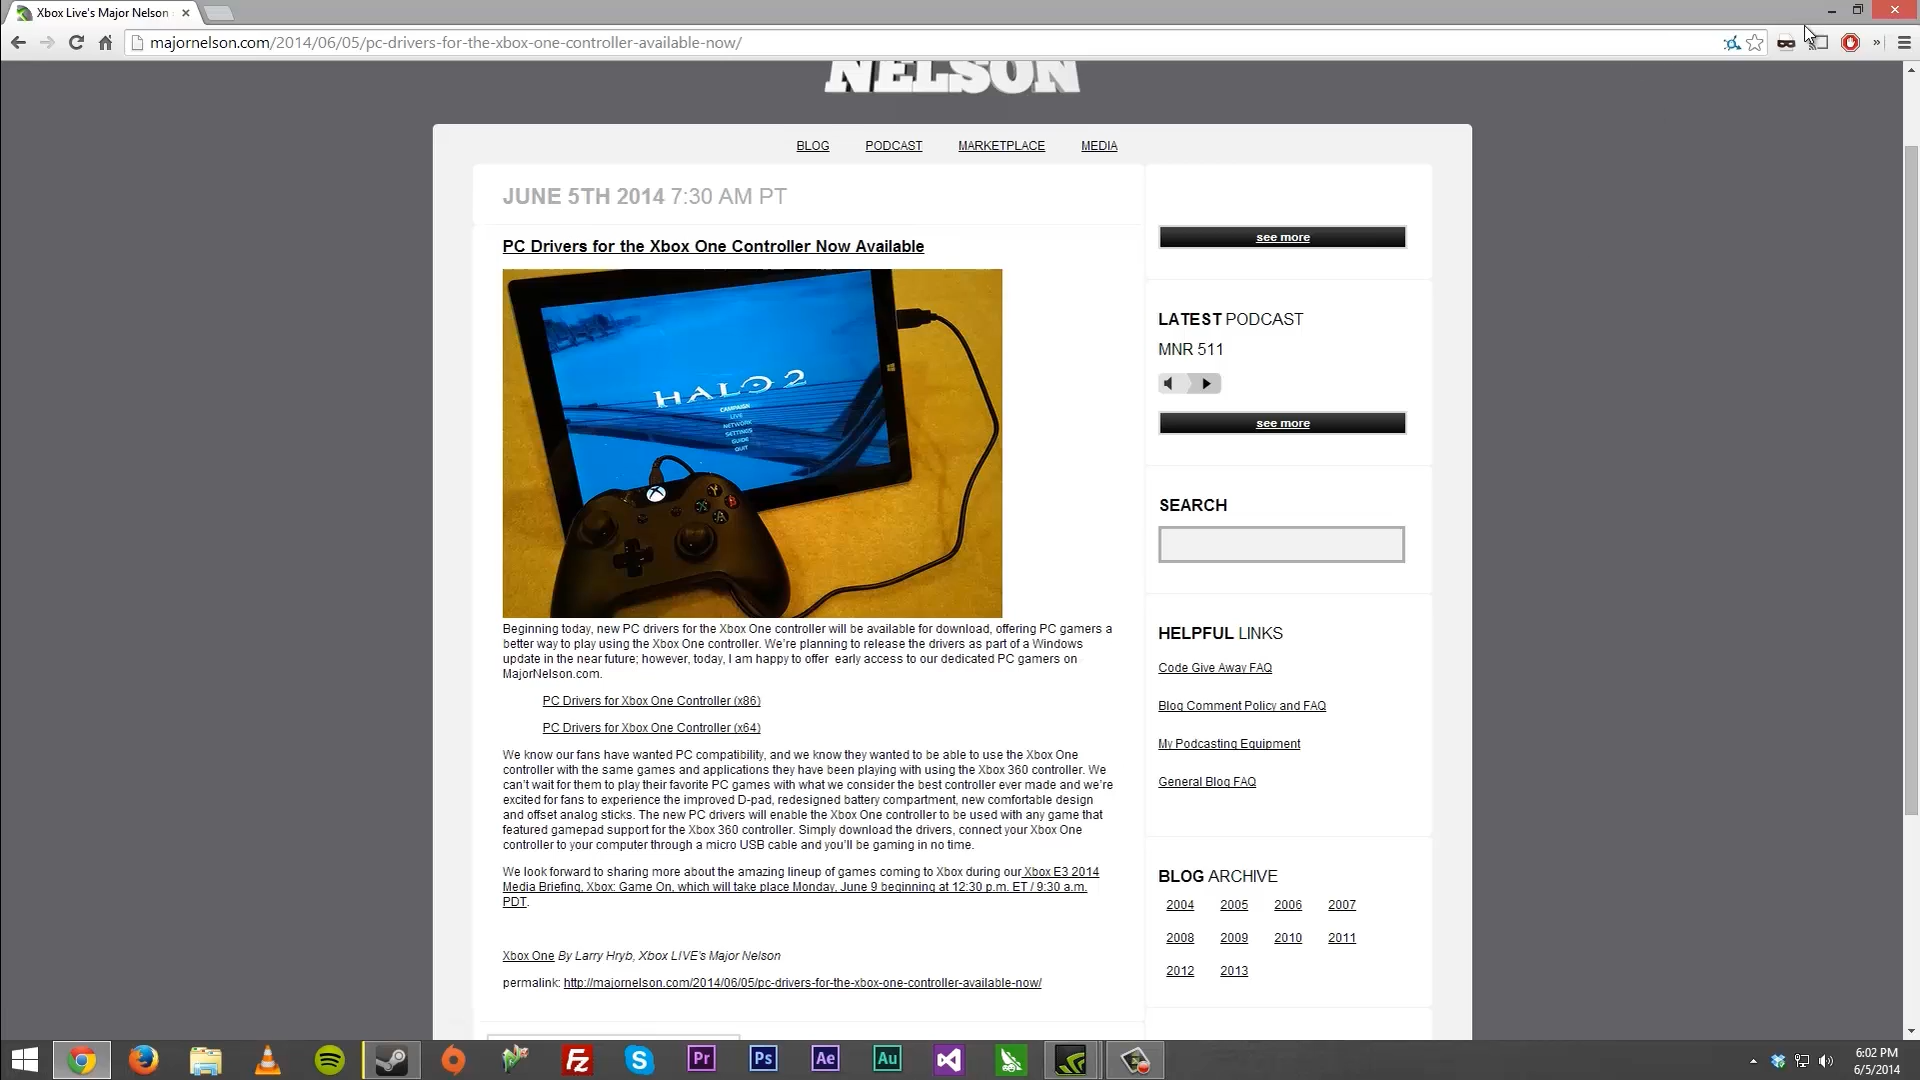 Xbox Live's Major Nelson
majornelson.com/2014/06/05/pc-drivers-for-the-xbox-one-controller-available-now/
NELSON
BLOG PODCAST MARKETPLACE MEDIA
JUNE 5TH 2014 7:30 AM PT
PC Drivers for the Xbox One Controller Now Available
HALO 2
CAMPAIGN
LIVE
NETWORK
SETTINGS
GUIDE
QUIT
Y
X
B
A
Beginning today, new PC drivers for the Xbox One controller will be available for download, offering PC gamers a
better way to play using the Xbox One controller. We're planning to release the drivers as part of a Windows
update in the near future; however, today, I am happy to offer early access to our dedicated PC gamers on
MajorNelson.com.
PC Drivers for Xbox One Controller (x86)
PC Drivers for Xbox One Controller (x64)
We know our fans have wanted PC compatibility, and we know they wanted to be able to use the Xbox One
controller with the same games and applications they have been playing with using the Xbox 360 controller. We
can't wait for them to play their favorite PC games with what we consider the best controller ever made and we're
excited for fans to experience the improved D-pad, redesigned battery compartment, new comfortable design
and offset analog sticks. The new PC drivers will enable the Xbox One controller to be used with any game that
featured gamepad support for the Xbox 360 controller. Simply download the drivers, connect your Xbox One
controller to your computer through a micro USB cable and you'll be gaming in no time.
We look forward to sharing more about the amazing lineup of games coming to Xbox during our Xbox E3 2014
Media Briefing, Xbox: Game On, which will take place Monday, June 9 beginning at 12:30 p.m. ET / 9:30 a.m.
PDT.
Xbox One By Larry Hryb, Xbox LIVE's Major Nelson
permalink: http://majornelson.com/2014/06/05/pc-drivers-for-the-xbox-one-controller-available-now/
see more
LATEST PODCAST
MNR 511
see more
SEARCH
HELPFUL LINKS
Code Give Away FAQ
Blog Comment Policy and FAQ
My Podcasting Equipment
General Blog FAQ
BLOG ARCHIVE
2004 2005 2006 2007
2008 2009 2010 2011
2012 2013
Fz
S
Pr
Ps
Ae
Au
6:02 PM
6/5/2014